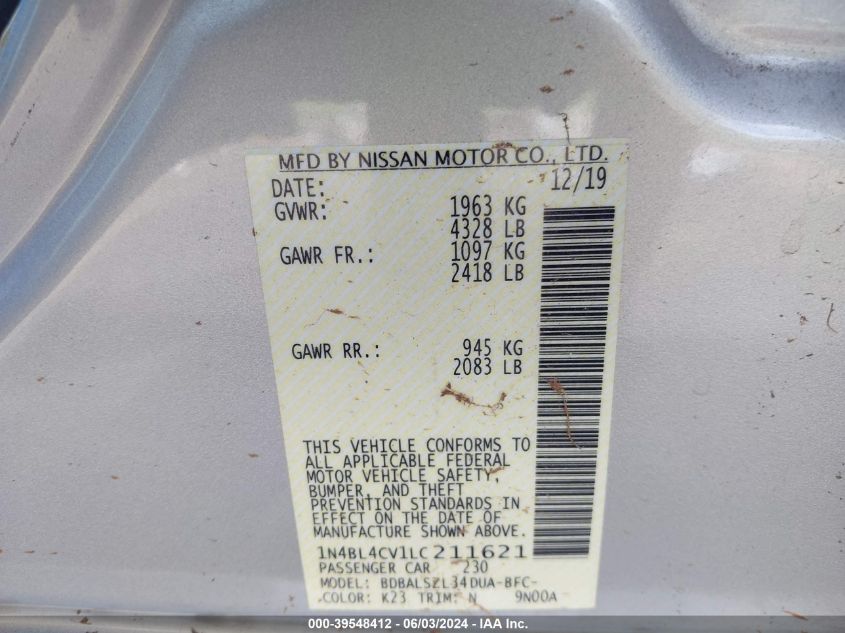 MFD BY NISSAN MOTOR CO., LTD.
DATE: 12/19
GVWR: 1963 KG
4328 LB
GAWR FR.: 1097 KG
2418 LB
GAWR RR.: 945 KG
2083 LB
THIS VEHICLE CONFORMS TO
ALL APPLICABLE FEDERAL
MOTOR VEHICLE SAFETY,
BUMPER, AND THEFT
PREVENTION STANDARDS IN
EFFECT ON THE DATE OF
MANUFACTURE SHOWN ABOVE.
1N4BL4CV1LC211621
PASSENGER CAR 230
MODEL: BDBALSZL34DUA-BFC-
COLOR: K23 TRIM: N 9N00A
000-39548412 - 06/03/2024 - IAA Inc.